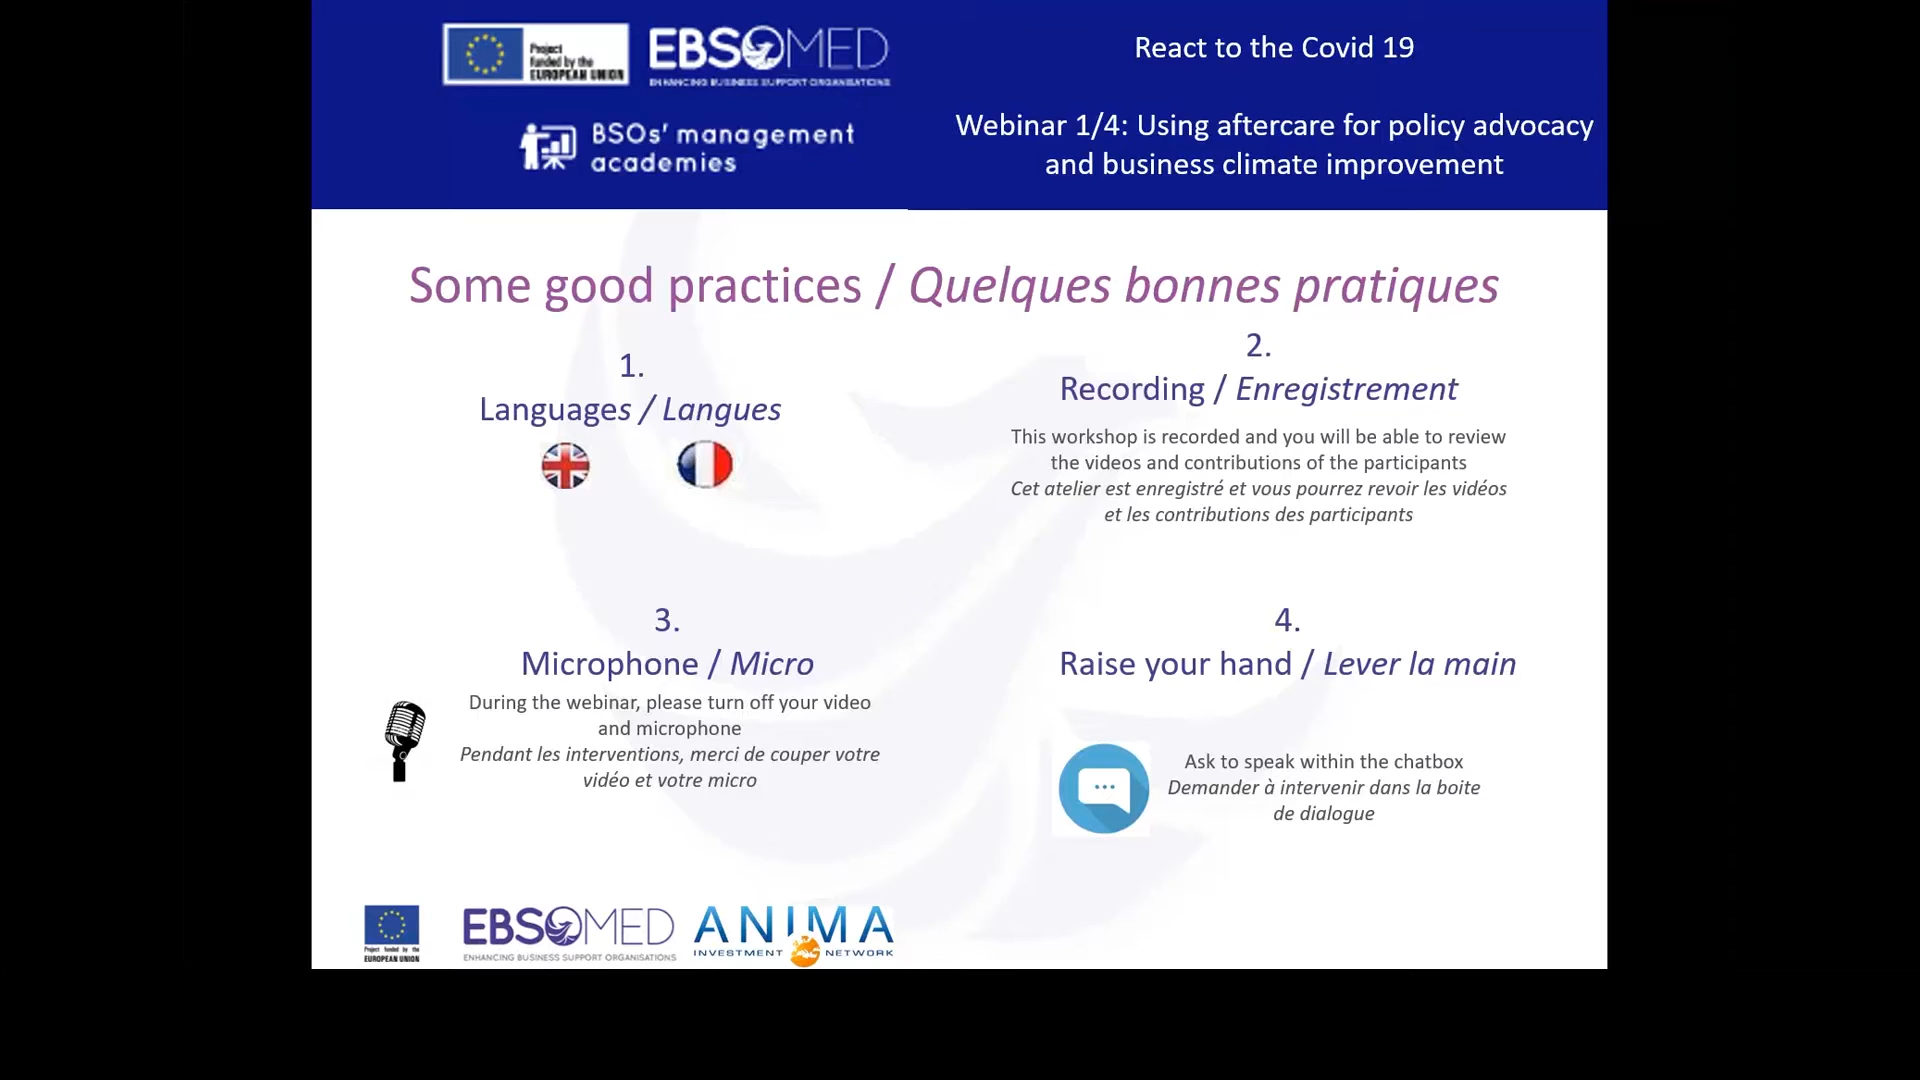 Project
funded by the
EUROPEAN UNION
EBSOMED
ENHANCING BUSINESS SUPPORT ORGANISATIONS
BSOs' management
academies
React to the Covid 19
Webinar 1/4: Using aftercare for policy advocacy
and business climate improvement
Some good practices / Quelques bonnes pratiques
1.
Languages / Langues
2.
Recording / Enregistrement
This workshop is recorded and you will be able to review
the videos and contributions of the participants
Cet atelier est enregistré et vous pourrez revoir les vidéos
et les contributions des participants
3.
Microphone / Micro
During the webinar, please turn off your video
and microphone
Pendant les interventions, merci de couper votre
vidéo et votre micro
4.
Raise your hand / Lever la main
Ask to speak within the chatbox
Demander à intervenir dans la boite
de dialogue
Project funded by the
EUROPEAN UNION
EBSOMED
ENHANCING BUSINESS SUPPORT ORGANISATIONS
ANIMA
INVESTMENT NETWORK